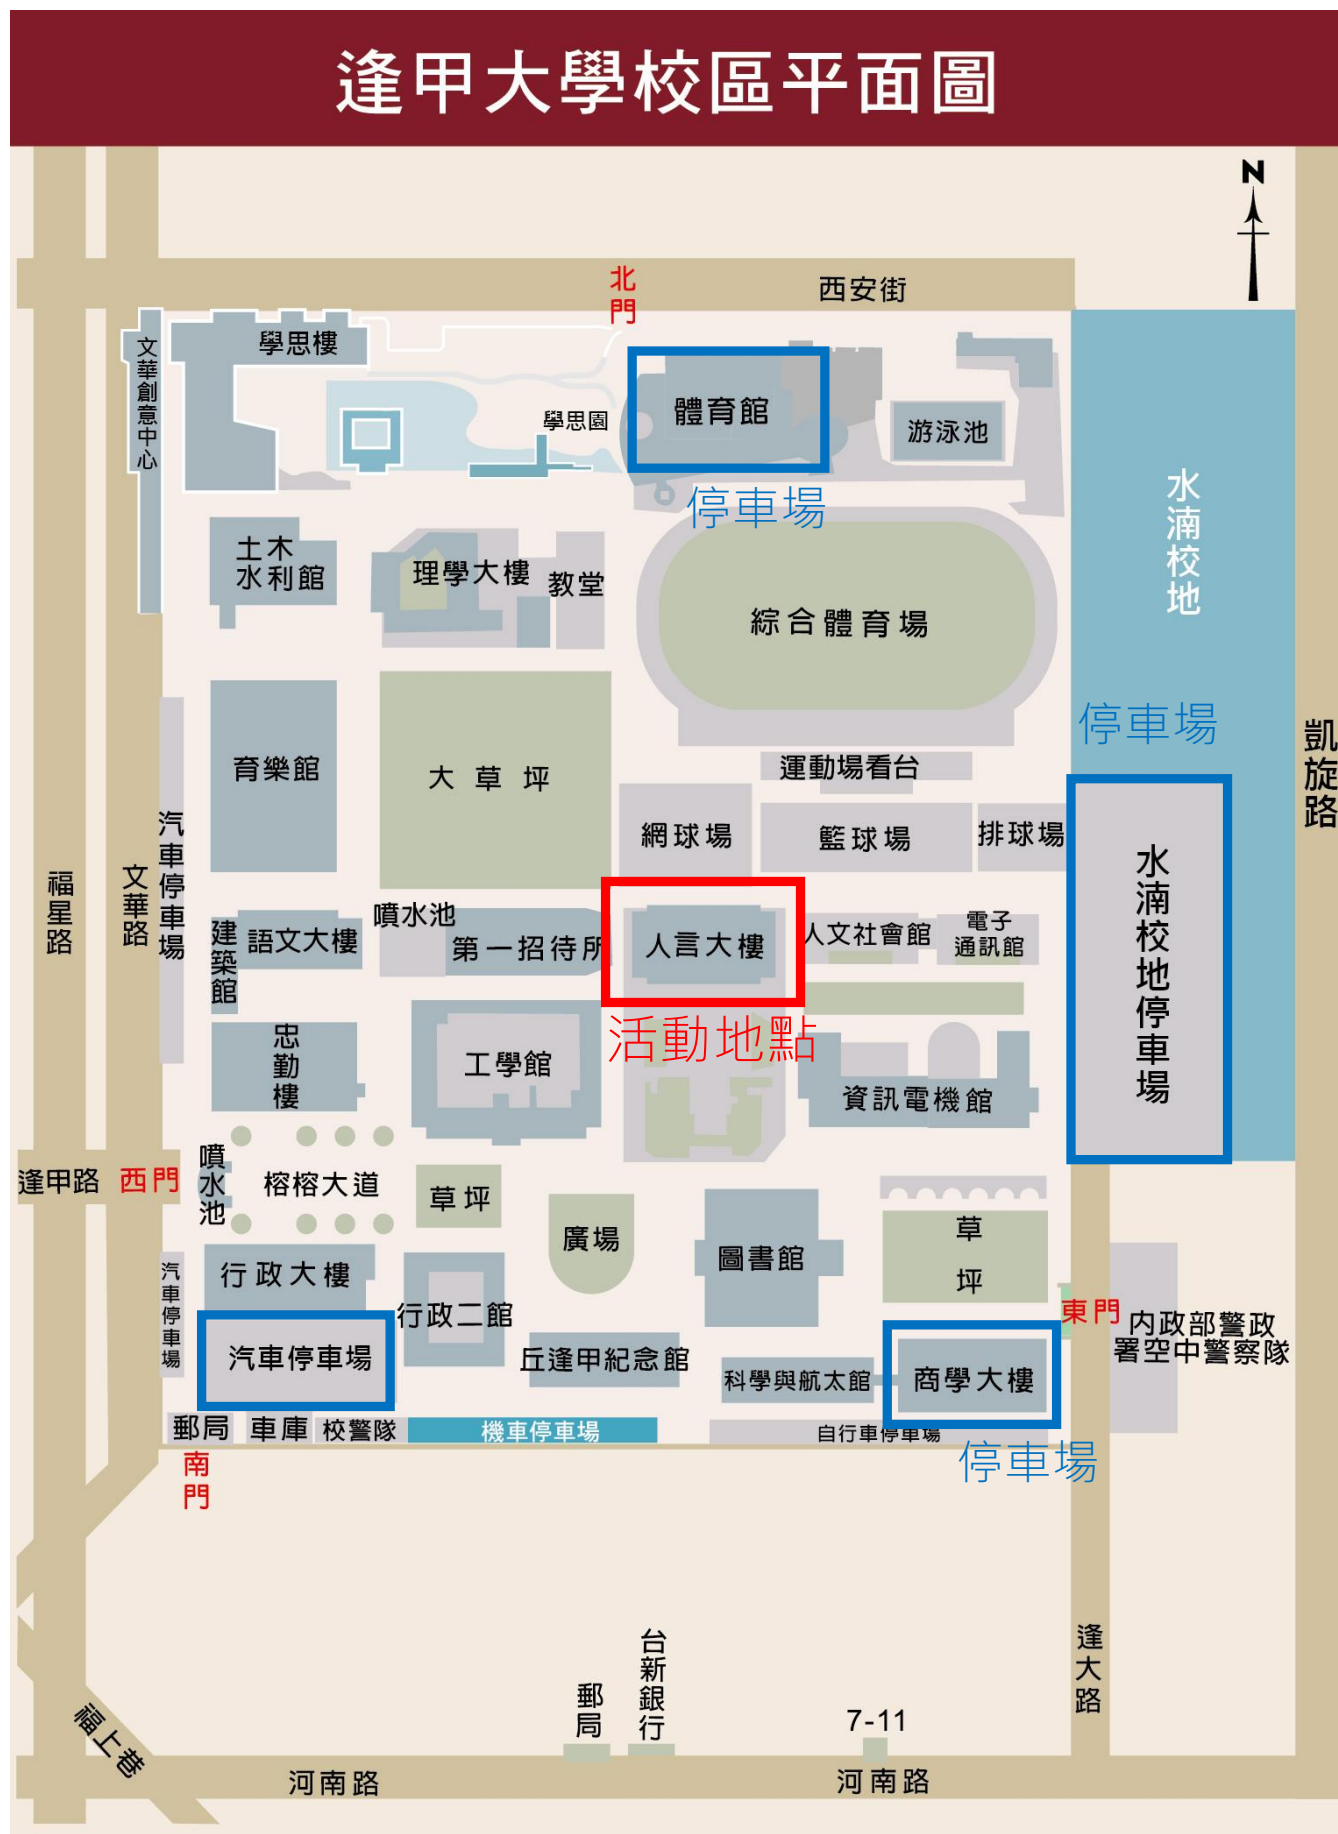 逢甲大學校區平面圖
N
北門
西安街
文華創意中心
學思樓
學思園
體育館
游泳池
停車場
水湳校地
土木
水利館
理學大樓
教堂
綜合體育場
停車場
凱旋路
育樂館
大草坪
運動場看台
網球場
籃球場
排球場
汽車停車場
文華路
福星路
水湳校地停車場
建築館
語文大樓
噴水池
第一招待所
人言大樓
人文社會館
電子
通訊館
活動地點
忠勤樓
工學館
資訊電機館
逢甲路
西門
噴水池
榕榕大道
草坪
廣場
圖書館
草坪
汽車停車場
行政大樓
行政二館
東門
內政部警政
署空中警察隊
汽車停車場
丘逢甲紀念館
科學與航太館
商學大樓
郵局
車庫
校警隊
機車停車場
自行車停車場
停車場
南門
逢大路
台新銀行
郵局
7-11
福上巷
河南路
河南路